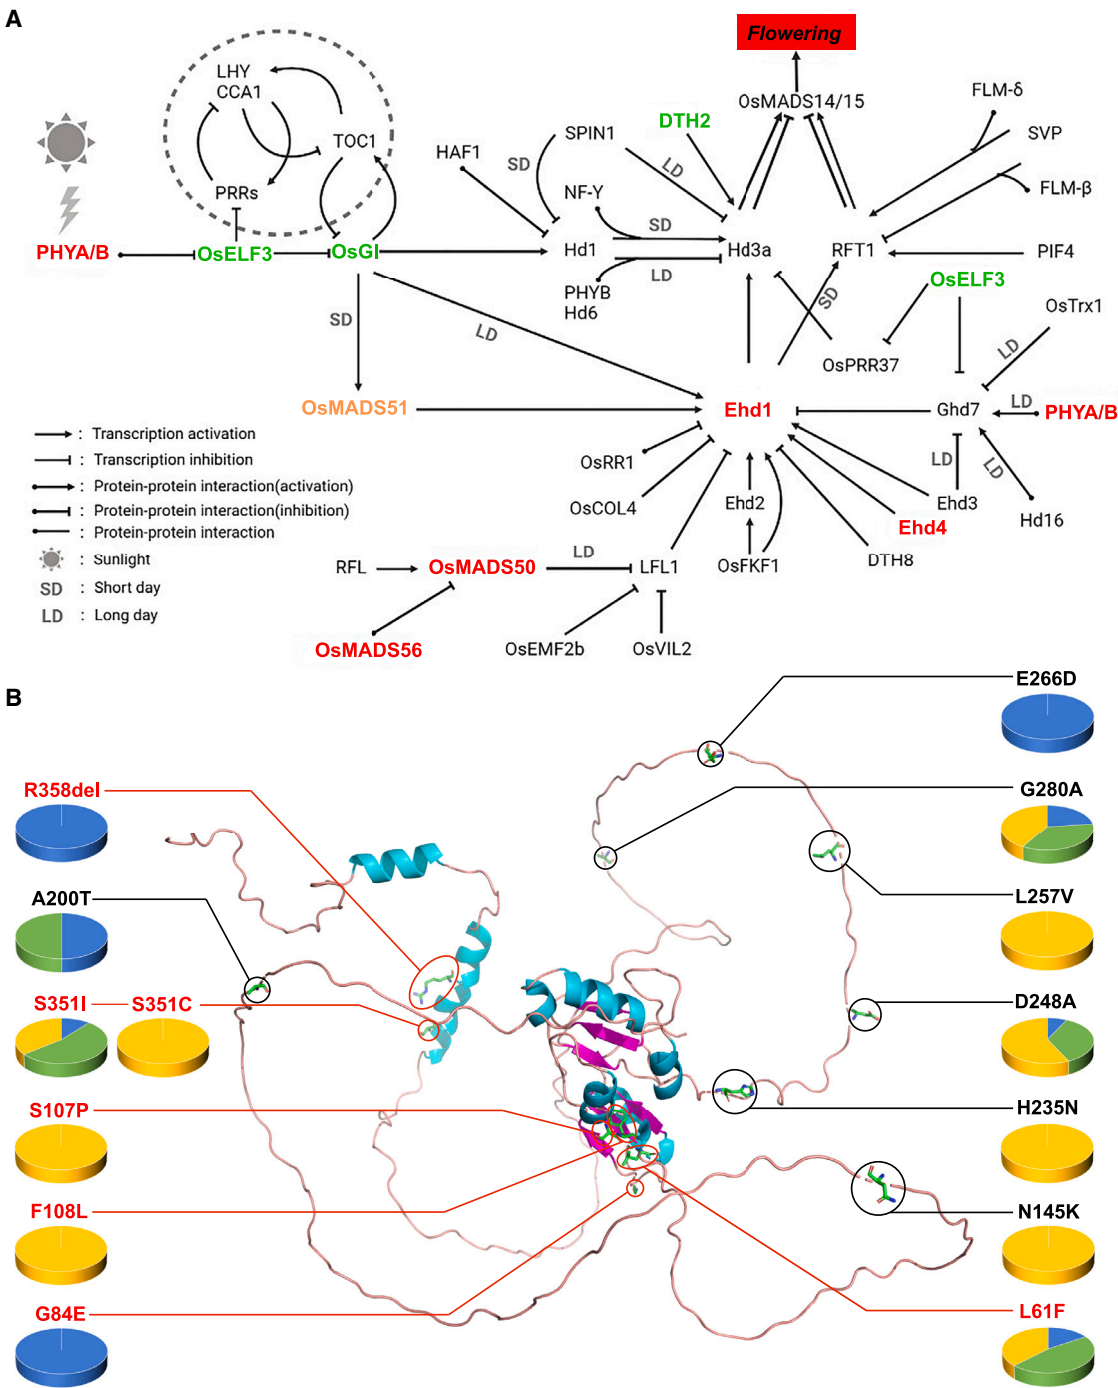 A
Flowering
LHY
CCA1
TOC1
PRRs
OsMADS14/15
FLM-δ
SVP
FLM-β
DTH2
SPIN1
HAF1
SD
LD
NF-Y
PHYA/B
OsELF3
OsGI
Hd1
SD
LD
Hd3a
RFT1
PIF4
PHYB
Hd6
OsELF3
OsTrx1
SD
LD
SD
OsPRR37
LD
OsMADS51
Ehd1
Ghd7
LD
PHYA/B
: Transcription activation
: Transcription inhibition
: Protein-protein interaction(activation)
: Protein-protein interaction(inhibition)
: Protein-protein interaction
: Sunlight
SD : Short day
LD : Long day
OsRR1
OsCOL4
Ehd2
LD
LD
Ehd3
Ehd4
Hd16
RFL
OsMADS50
LD
LFL1
OsFKF1
DTH8
OsMADS56
OsEMF2b
OsVIL2
B
E266D
R358del
G280A
A200T
L257V
S351I
S351C
D248A
S107P
H235N
F108L
N145K
G84E
L61F